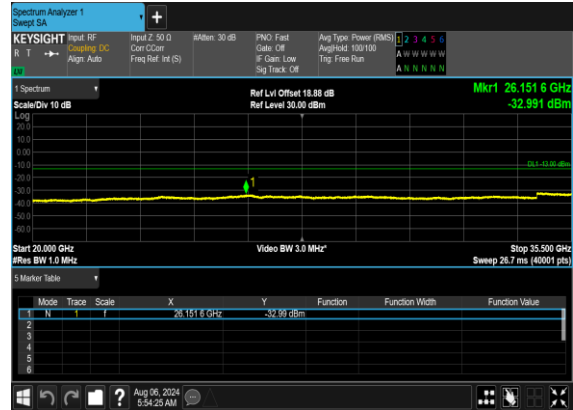 Spectrum Analyzer 1
Swept SA
+
KEYSIGHT Input: RF Input Z: 50 Ω #Atten: 30 dB PNO: Fast Avg Type: Power (RMS) 1 2 3 4 5 6
R T Coupling: DC Corr CCorr Gate: Off Avg|Hold: 100/100 A W W W W W
Align: Auto Freq Ref: Int (S) IF Gain: Low Trig: Free Run
LM Sig Track: Off A N N N N N
1 Spectrum Ref Lvl Offset 18.88 dB Mkr1 26.151 6 GHz
Scale/Div 10 dB Ref Level 30.00 dBm -32.991 dBm
Log
20.0
10.0
0.00
-10.0 DL1 -13.00 dBm
-20.0
-30.0 1
-40.0
-50.0
-60.0
Start 20.000 GHz Video BW 3.0 MHz* Stop 35.500 GHz
#Res BW 1.0 MHz Sweep 26.7 ms (40001 pts)
5 Marker Table
Mode Trace Scale X Y Function Function Width Function Value
1 N 1 f 26.151 6 GHz -32.99 dBm
2
3
4
5
6
? Aug 06, 2024
5:54:25 AM